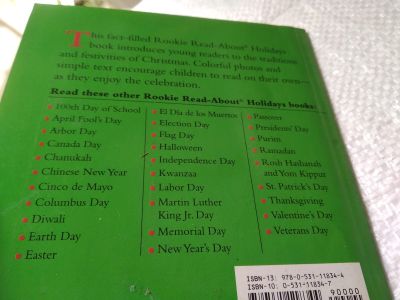 This fact-filled Rookie Read-About® Holidays
book introduces young readers to the traditions
and festivities of Christmas. Colorful photos and
simple text encourage children to read on their own—
as they enjoy the celebration.
Read these other Rookie Read-About® Holidays books:
• 100th Day of School
• April Fool's Day
• Arbor Day
• Canada Day
• Chanukah
• Chinese New Year
• Cinco de Mayo
• Columbus Day
• Diwali
• Earth Day
• Easter
• El Día de los Muertos
• Election Day
• Flag Day
• Halloween
• Independence Day
• Kwanzaa
• Labor Day
• Martin Luther
King Jr. Day
• Memorial Day
• New Year's Day
• Passover
• Presidents' Day
• Purim
• Ramadan
• Rosh Hashanah
and Yom Kippur
• St. Patrick's Day
• Thanksgiving
• Valentine's Day
• Veterans Day
ISBN-13: 978-0-531-11834-4
ISBN-10: 0-531-11834-7
90000